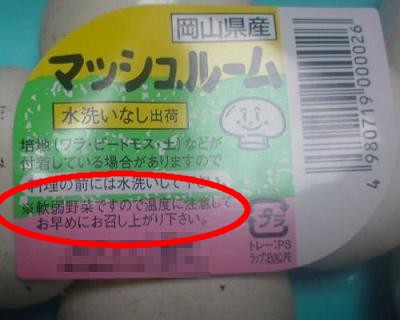 岡山県産
マッシュルーム
水洗いなし出荷
培地(ワラ・ピートモス・土)などが
付着している場合がありますので
料理の前には水洗いして下さい
※軟弱野菜ですので温度に注意して
お早めにお召し上がり下さい。
プラ
トレー:PS
4980719000026